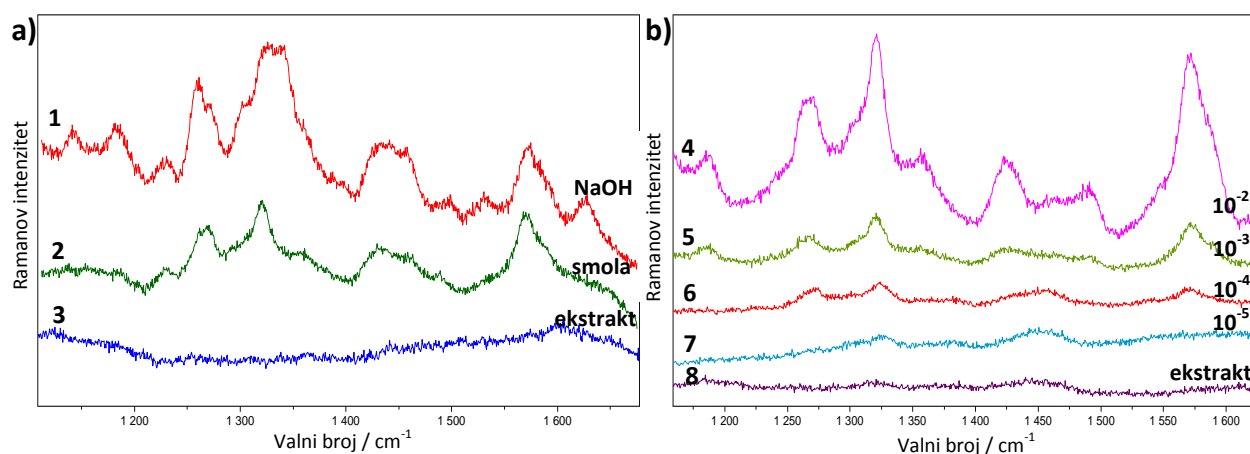 a)
Ramanov intenzitet
1
NaOH
2
smola
3
ekstrakt
1 200
1 300
1 400
1 500
1 600
Valni broj / cm⁻¹
b)
Ramanov intenzitet
4
10⁻²
5
10⁻³
6
10⁻⁴
10⁻⁵
7
8
ekstrakt
1 200
1 250
1 300
1 350
1 400
1 450
1 500
1 550
1 600
Valni broj / cm⁻¹